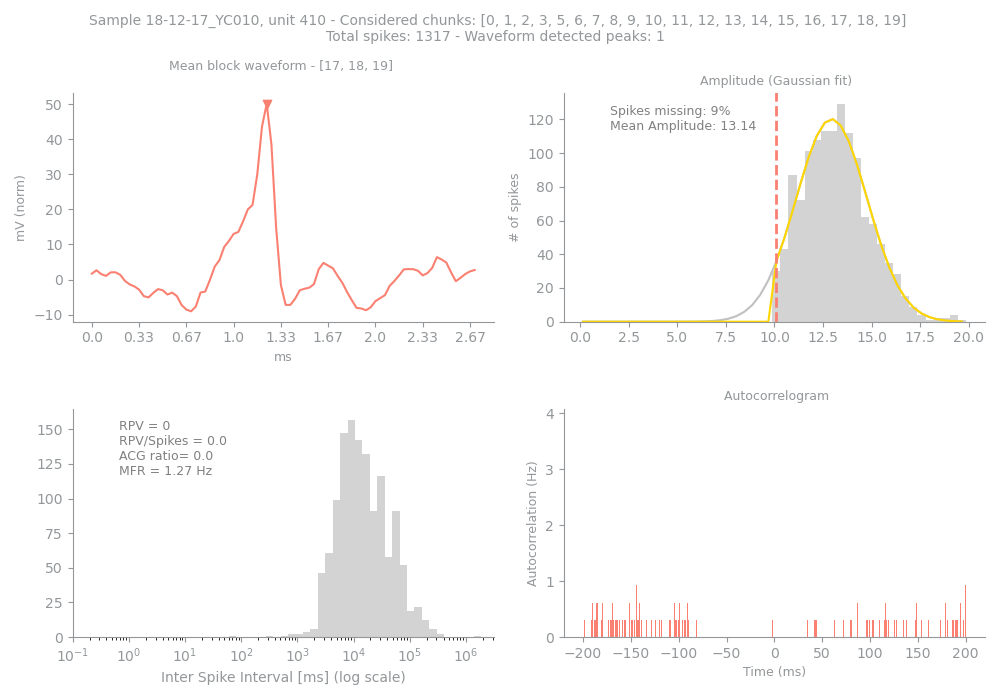 Sample 18-12-17_YC010, unit 410 - Considered chunks: [0, 1, 2, 3, 5, 6, 7, 8, 9, 10, 11, 12, 13, 14, 15, 16, 17, 18, 19]
Total spikes: 1317 - Waveform detected peaks: 1
Mean block waveform - [17, 18, 19]
mV (norm)
50
40
30
20
10
0
−10
0.0 0.33 0.67 1.0 1.33 1.67 2.0 2.33 2.67
ms
Amplitude (Gaussian fit)
Spikes missing: 9%
Mean Amplitude: 13.14
# of spikes
120
100
80
60
40
20
0
0.0 2.5 5.0 7.5 10.0 12.5 15.0 17.5 20.0
RPV = 0
RPV/Spikes = 0.0
ACG ratio= 0.0
MFR = 1.27 Hz
150
125
100
75
50
25
0
10⁻¹ 10⁰ 10¹ 10² 10³ 10⁴ 10⁵ 10⁶
Inter Spike Interval [ms] (log scale)
Autocorrelogram
Autocorrelation (Hz)
4
3
2
1
0
−200 −150 −100 −50 0 50 100 150 200
Time (ms)